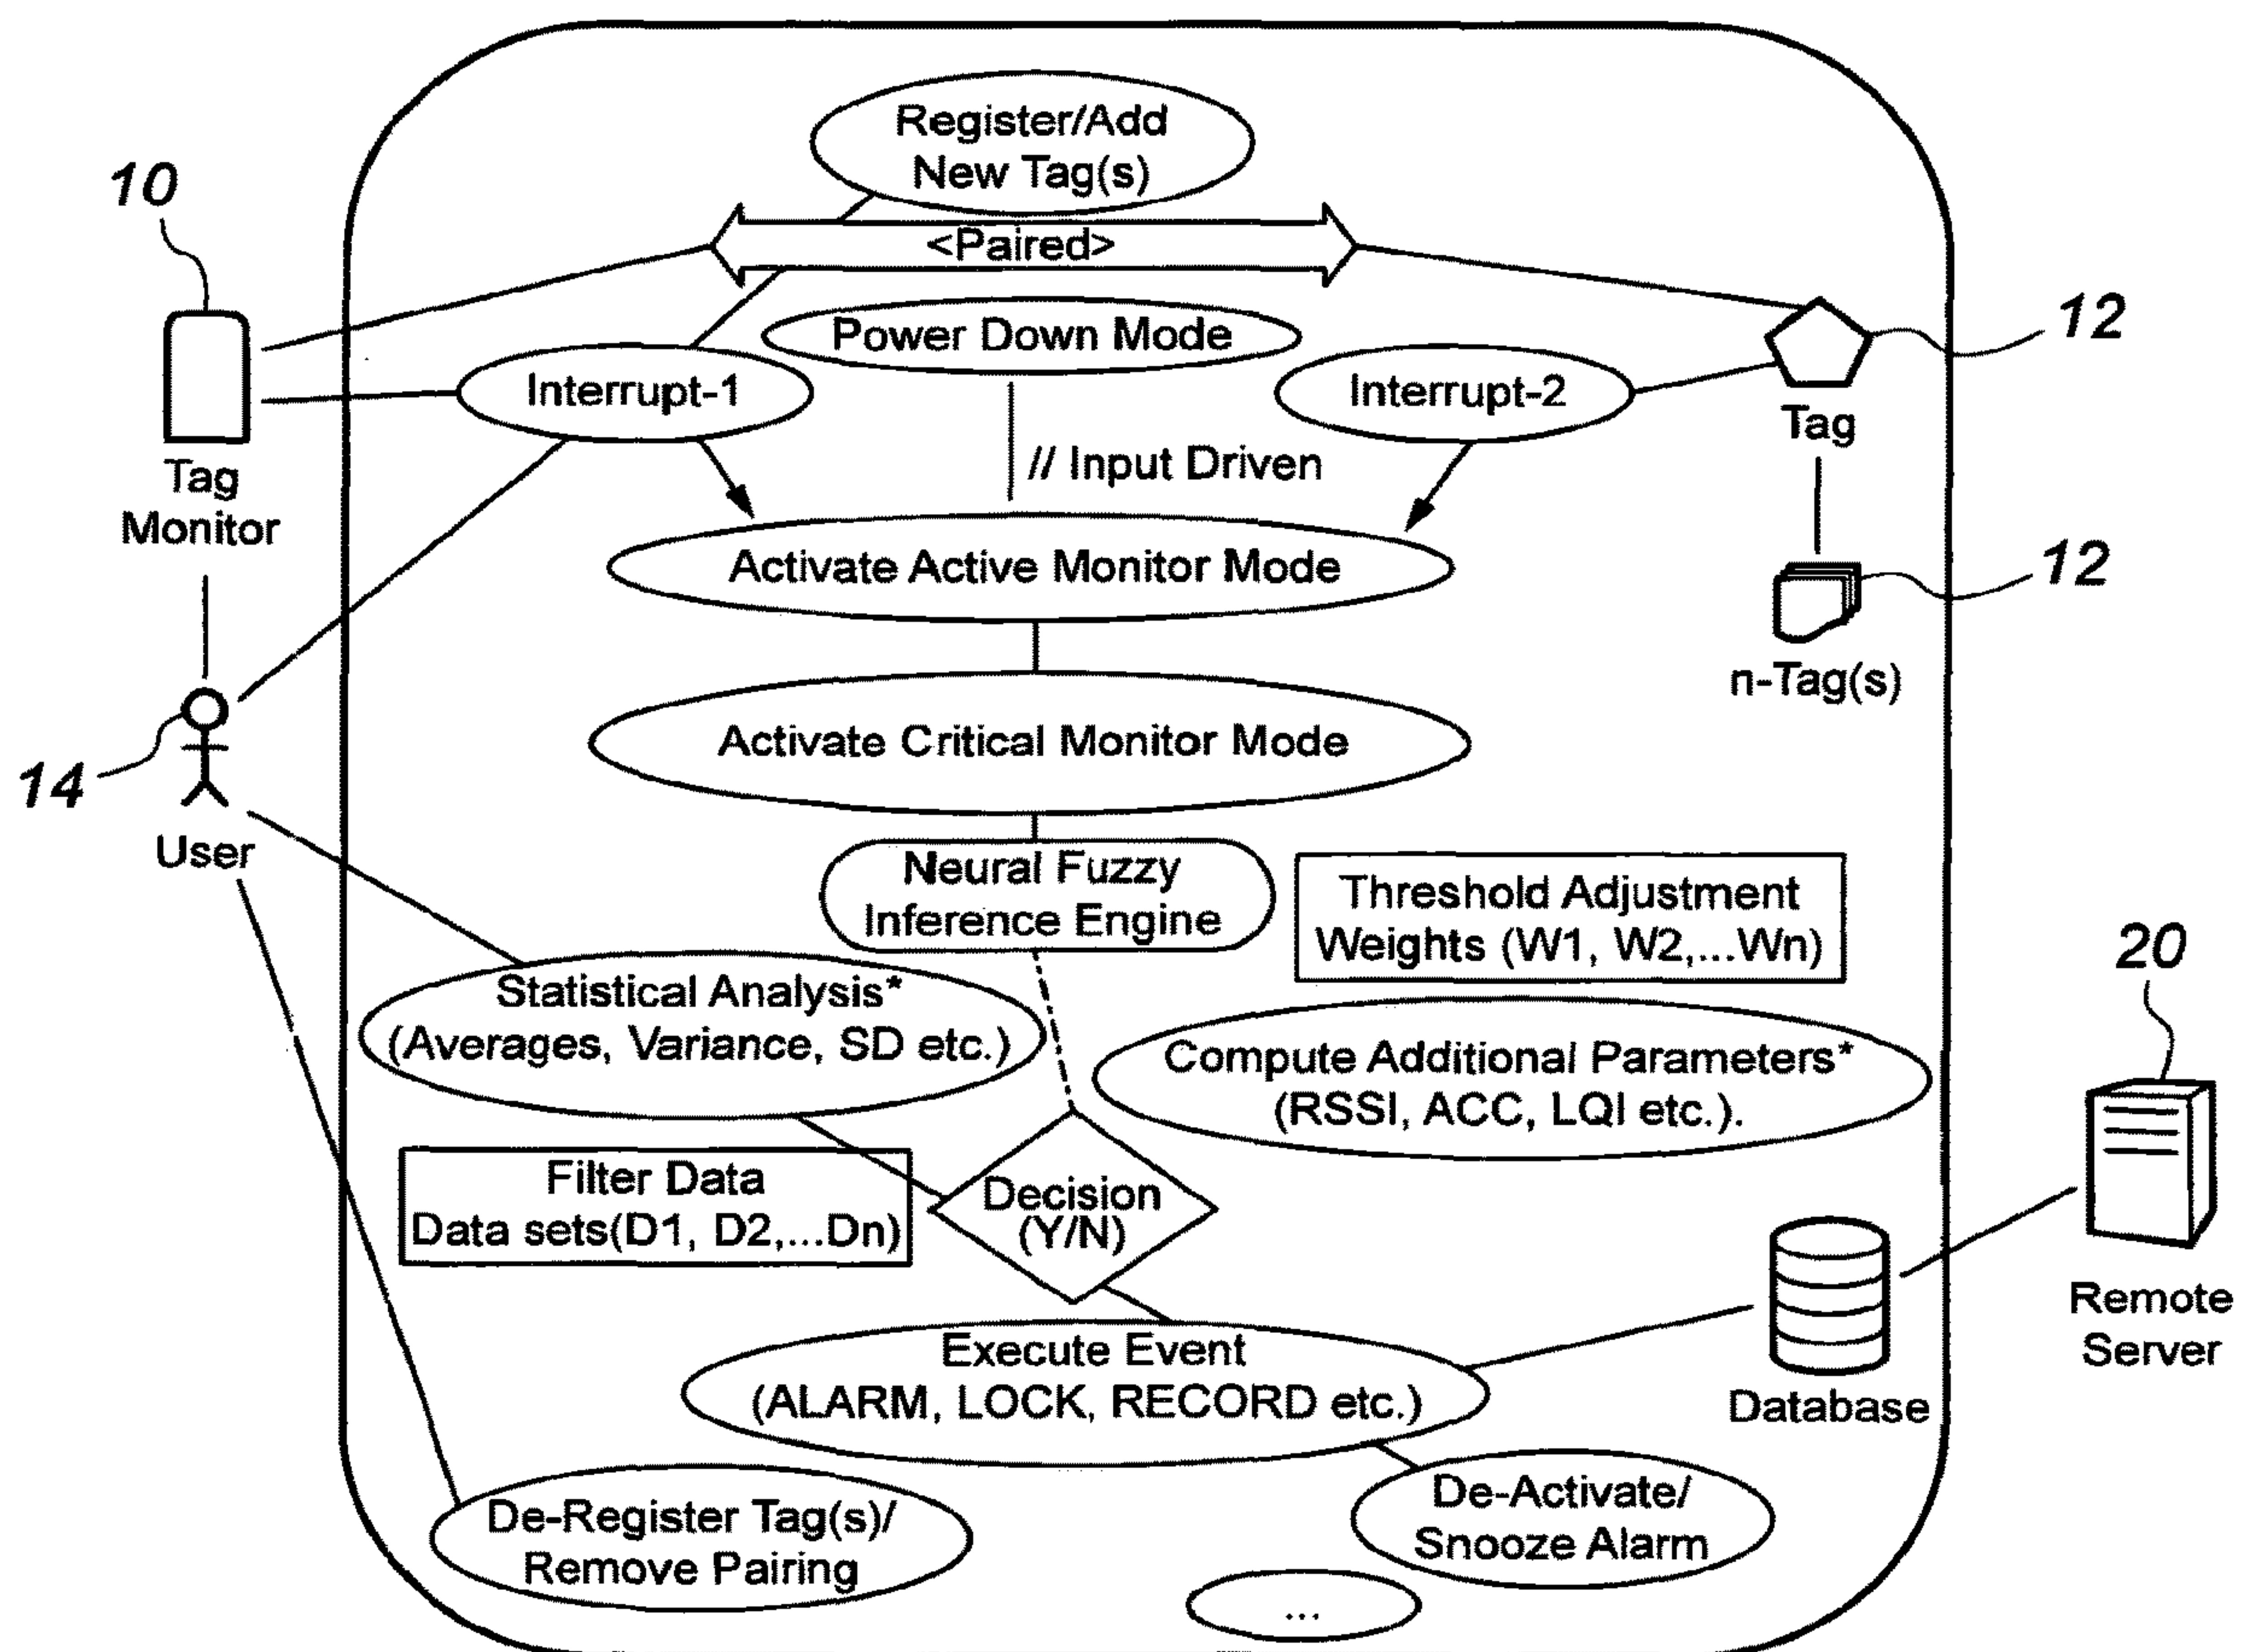 Register/Add
New Tag(s)
10
<Paired>
Power Down Mode
12
Interrupt-1
Interrupt-2
Tag
// Input Driven
Tag
Monitor
Activate Active Monitor Mode
12
n-Tag(s)
Activate Critical Monitor Mode
14
User
Neural Fuzzy
Inference Engine
Threshold Adjustment
Weights (W1, W2,...Wn)
20
Statistical Analysis*
(Averages, Variance, SD etc.)
Compute Additional Parameters*
(RSSI, ACC, LQI etc.).
Filter Data
Data sets(D1, D2,...Dn)
Decision
(Y/N)
Remote
Server
Execute Event
(ALARM, LOCK, RECORD etc.)
Database
De-Register Tag(s)/
Remove Pairing
De-Activate/
Snooze Alarm
...